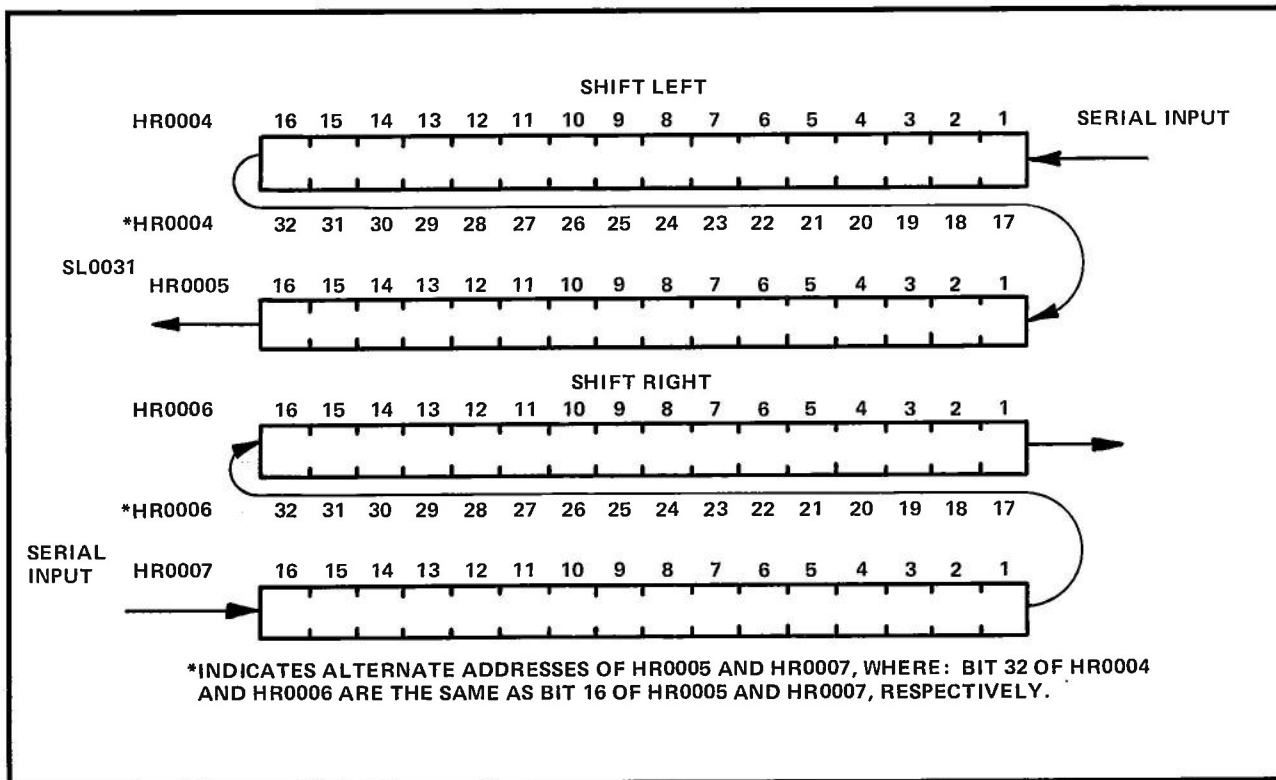 SHIFT LEFT
HR0004 16 15 14 13 12 11 10 9 8 7 6 5 4 3 2 1 SERIAL INPUT
*HR0004 32 31 30 29 28 27 26 25 24 23 22 21 20 19 18 17
SL0031
HR0005 16 15 14 13 12 11 10 9 8 7 6 5 4 3 2 1
SHIFT RIGHT
HR0006 16 15 14 13 12 11 10 9 8 7 6 5 4 3 2 1
*HR0006 32 31 30 29 28 27 26 25 24 23 22 21 20 19 18 17
SERIAL
INPUT HR0007 16 15 14 13 12 11 10 9 8 7 6 5 4 3 2 1
*INDICATES ALTERNATE ADDRESSES OF HR0005 AND HR0007, WHERE: BIT 32 OF HR0004
AND HR0006 ARE THE SAME AS BIT 16 OF HR0005 AND HR0007, RESPECTIVELY.